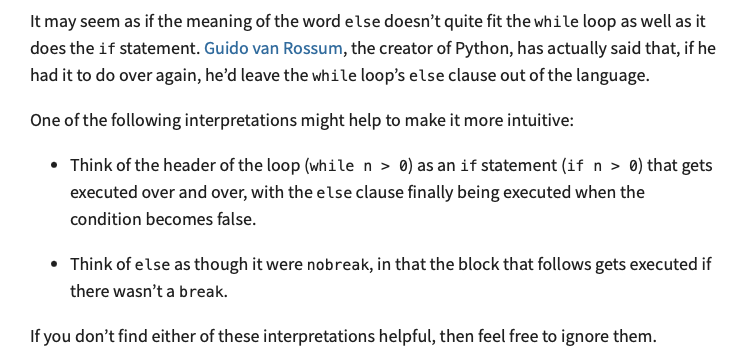 It may seem as if the meaning of the word else doesn’t quite fit the while loop as well as it
does the if statement. Guido van Rossum, the creator of Python, has actually said that, if he
had it to do over again, he’d leave the while loop’s else clause out of the language.
One of the following interpretations might help to make it more intuitive:
• Think of the header of the loop (while n > 0) as an if statement (if n > 0) that gets
executed over and over, with the else clause finally being executed when the
condition becomes false.
• Think of else as though it were nobreak, in that the block that follows gets executed if
there wasn’t a break.
If you don’t find either of these interpretations helpful, then feel free to ignore them.